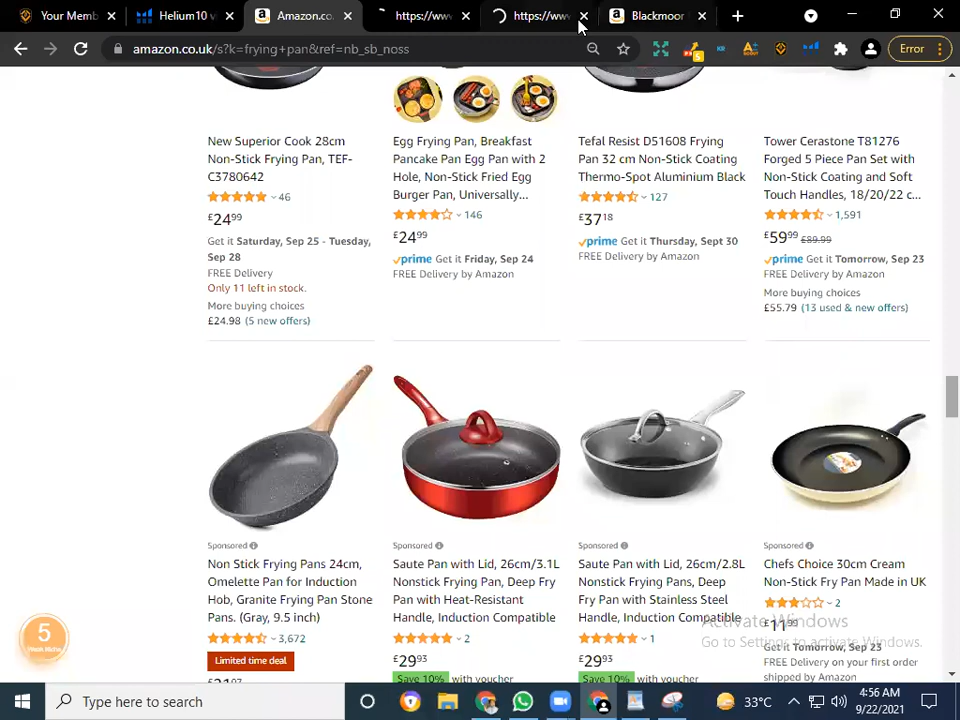 Your Memb
Helium10 v
Amazon.co
https://ww
https://ww
Blackmoor
amazon.co.uk/s?k=frying+pan&ref=nb_sb_noss
Error
New Superior Cook 28cm
Non-Stick Frying Pan, TEF-
C3780642
46
£24⁹⁹
Get it Saturday, Sep 25 - Tuesday,
Sep 28
FREE Delivery
Only 11 left in stock.
More buying choices
£24.98 (5 new offers)
Egg Frying Pan, Breakfast
Pancake Pan Egg Pan with 2
Hole, Non-Stick Fried Egg
Burger Pan, Universally...
146
£24⁹⁹
prime Get it Friday, Sep 24
FREE Delivery by Amazon
Tefal Resist D51608 Frying
Pan 32 cm Non-Stick Coating
Thermo-Spot Aluminium Black
127
£37¹⁸
prime Get it Thursday, Sept 30
FREE Delivery by Amazon
Tower Cerastone T81276
Forged 5 Piece Pan Set with
Non-Stick Coating and Soft
Touch Handles, 18/20/22 c...
1,591
£59⁹⁹ £89.99
prime Get it Tomorrow, Sep 23
FREE Delivery by Amazon
More buying choices
£55.79 (13 used & new offers)
Sponsored
Non Stick Frying Pans 24cm,
Omelette Pan for Induction
Hob, Granite Frying Pan Stone
Pans. (Gray, 9.5 inch)
3,672
Limited time deal
Sponsored
Saute Pan with Lid, 26cm/3.1L
Nonstick Frying Pan, Deep Fry
Pan with Heat-Resistant
Handle, Induction Compatible
2
£29⁹³
Save 10% with voucher
Sponsored
Saute Pan with Lid, 26cm/2.8L
Nonstick Frying Pans, Deep
Fry Pan with Stainless Steel
Handle, Induction Compatible
1
£29⁹³
Save 10% with voucher
Sponsored
Chefs Choice 30cm Cream
Non-Stick Fry Pan Made in UK
2
£11⁹⁹
Get it Tomorrow, Sep 23
FREE Delivery on your first order
shipped by Amazon
5
Activate Windows
Go to Settings to activate Windows.
Type here to search
33°C
4:56 AM
9/22/2021